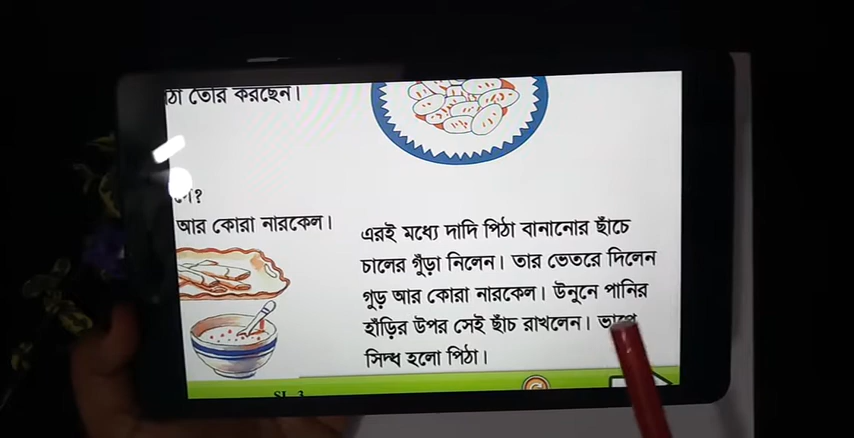 তৈরি করছেন।
আর কোরা নারকেল।
এরই মধ্যে দাদি পিঠা বানানোর ছাঁচে
চালের গুঁড়া নিলেন। তার ভেতরে দিলেন
গুড় আর কোরা নারকেল। উনুনে পানির
হাঁড়ির উপর সেই ছাঁচ রাখলেন। ভাপে
সিদ্ধ হলো পিঠা।